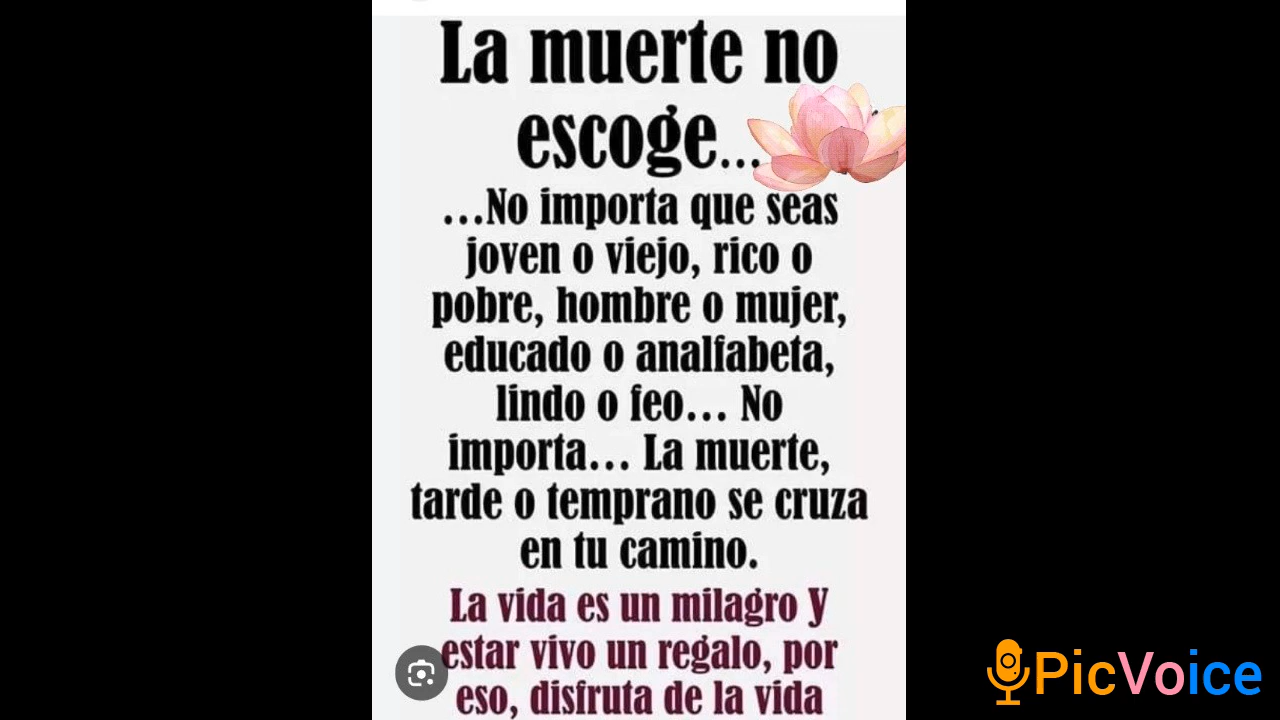 La muerte no
escoge...
...No importa que seas
joven o viejo, rico o
pobre, hombre o mujer,
educado o analfabeta,
lindo o feo... No
importa... La muerte,
tarde o temprano se cruza
en tu camino.
La vida es un milagro y
estar vivo un regalo, por
eso, disfruta de la vida
PicVoice